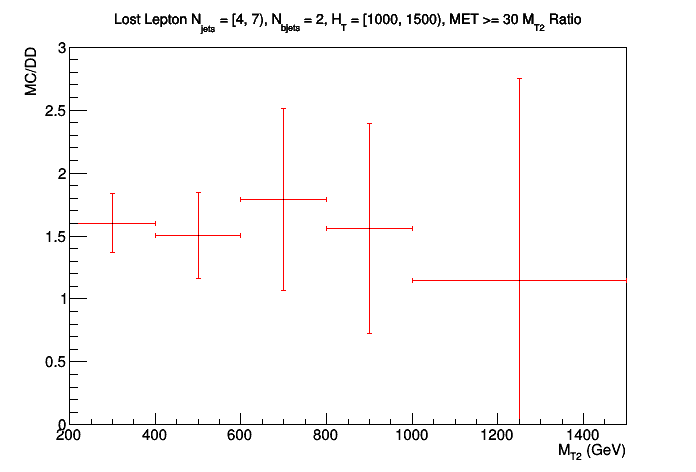 Lost Lepton N_jets = [4, 7), N_bjets = 2, H_T = [1000, 1500), MET >= 30 M_T2 Ratio
MC/DD
3
2.5
2
1.5
1
0.5
0
200 400 600 800 1000 1200 1400
M_T2 (GeV)